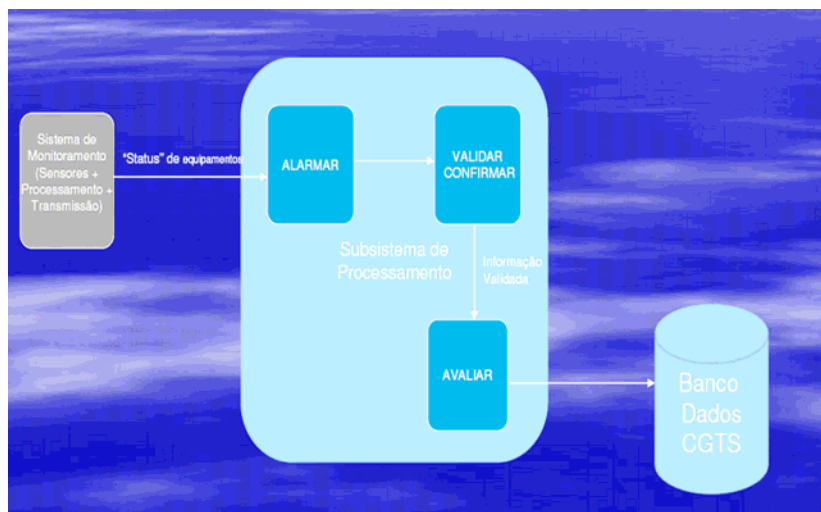 Sistema de
Monitoramento
(Sensores +
Processamento +
Transmissão)
"Status" de equipamentos
ALARMAR
VALIDAR
CONFIRMAR
Subsistema de
Processamento
Informação
Validada
AVALIAR
Banco
Dados
CGTS